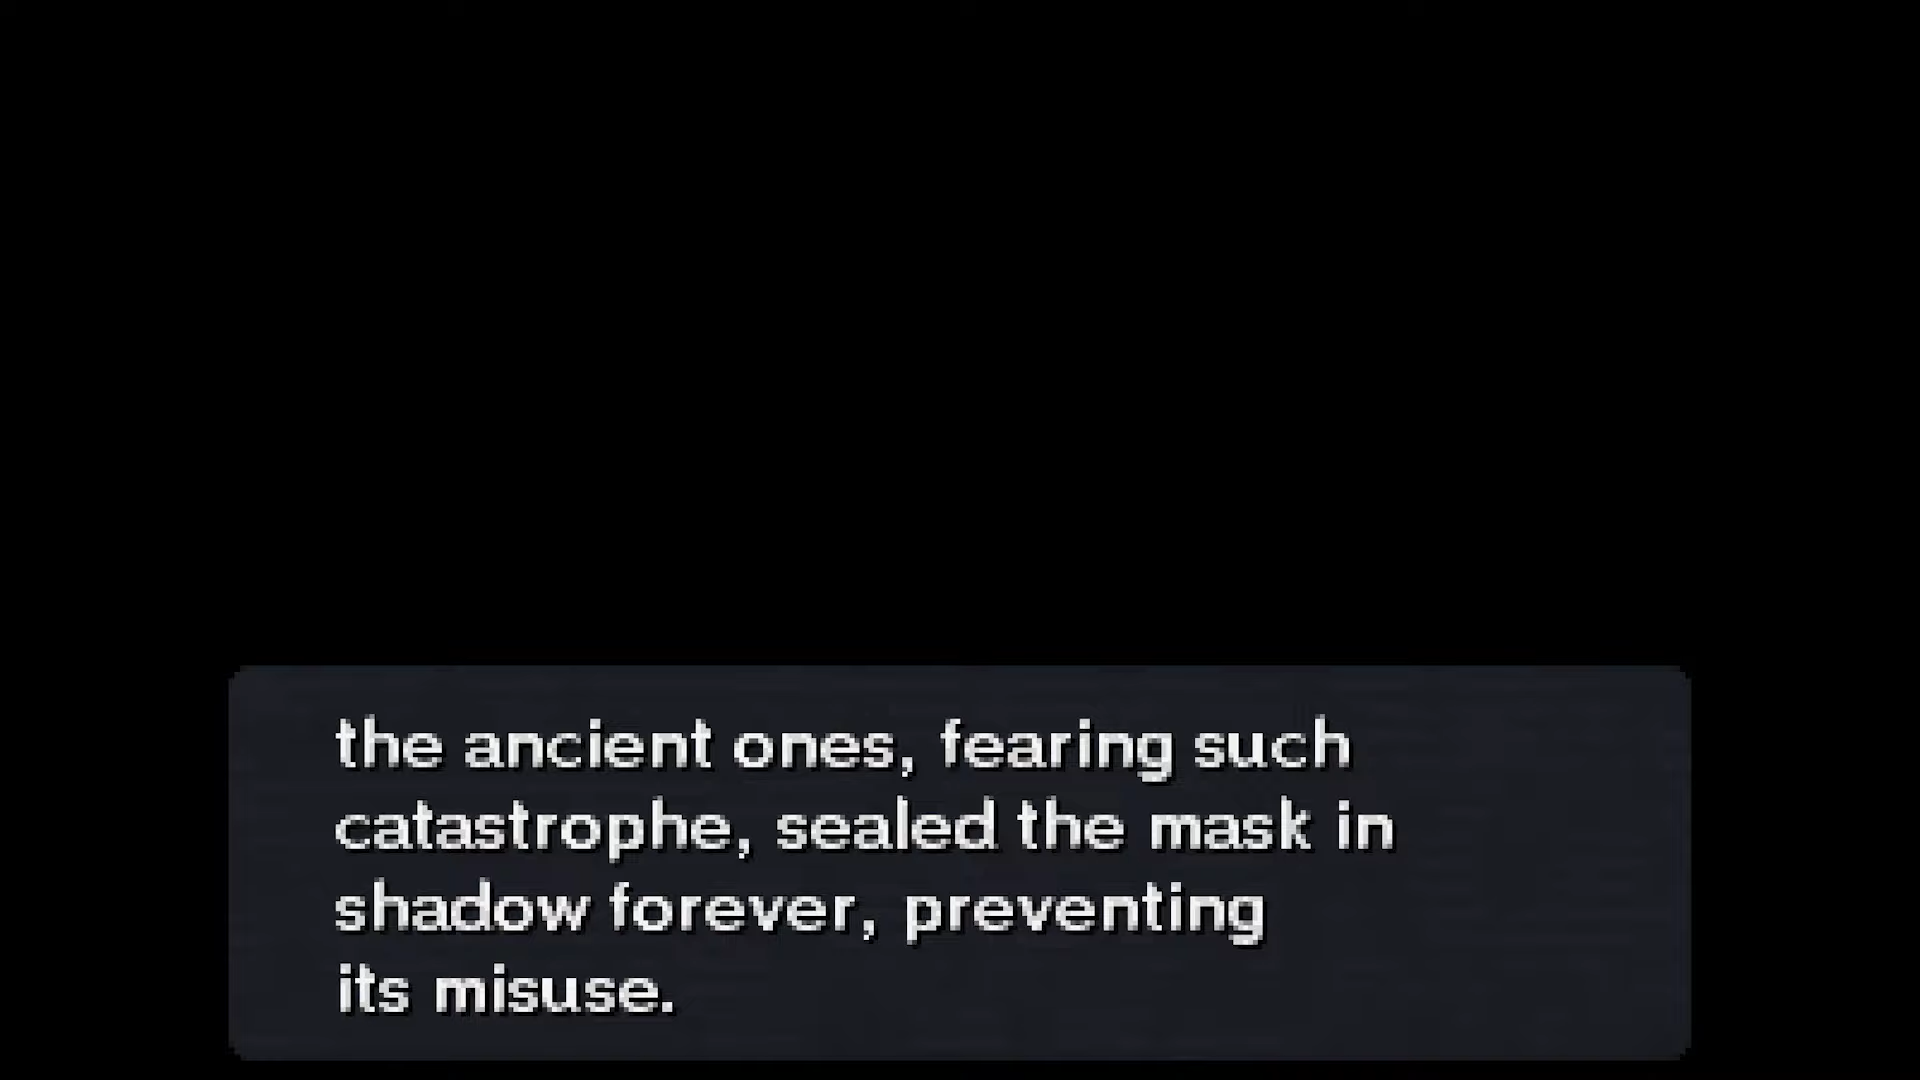 the ancient ones, fearing such
catastrophe, sealed the mask in
shadow forever, preventing
its misuse.